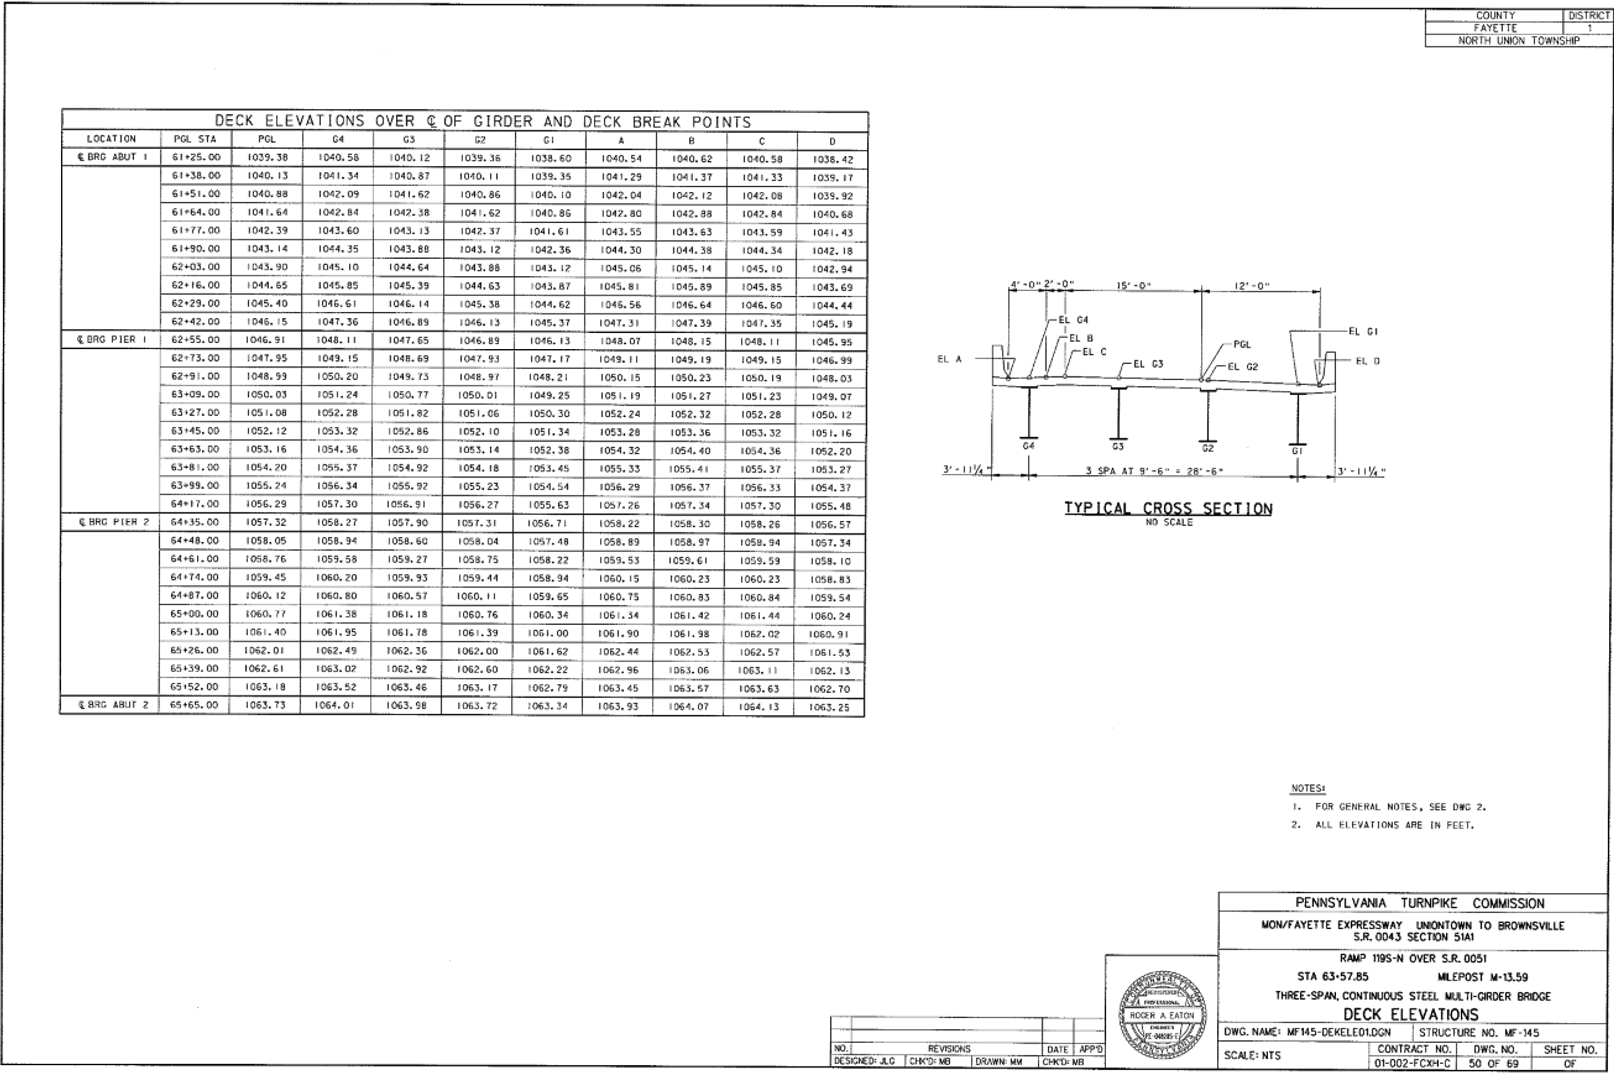 COUNTY DISTRICT
FAYETTE 1
NORTH UNION TOWNSHIP
DECK ELEVATIONS OVER ℄ OF GIRDER AND DECK BREAK POINTS
LOCATION PGL STA PGL G4 G3 G2 G1 A B C D
℄ BRG ABUT 1 61+25.00 1039.38 1040.58 1040.12 1039.36 1038.60 1040.54 1040.62 1040.58 1038.42
61+38.00 1040.13 1041.34 1040.87 1040.11 1039.35 1041.29 1041.37 1041.33 1039.17
61+51.00 1040.88 1042.09 1041.62 1040.86 1040.10 1042.04 1042.12 1042.08 1039.92
61+64.00 1041.64 1042.84 1042.38 1041.62 1040.86 1042.80 1042.88 1042.84 1040.68
61+77.00 1042.39 1043.60 1043.13 1042.37 1041.61 1043.55 1043.63 1043.59 1041.43
61+90.00 1043.14 1044.35 1043.88 1043.12 1042.36 1044.30 1044.38 1044.34 1042.18
62+03.00 1043.90 1045.10 1044.64 1043.88 1043.12 1045.06 1045.14 1045.10 1042.94
62+16.00 1044.65 1045.85 1045.39 1044.63 1043.87 1045.81 1045.89 1045.85 1043.69
62+29.00 1045.40 1046.61 1046.14 1045.38 1044.62 1046.56 1046.64 1046.60 1044.44
62+42.00 1046.15 1047.36 1046.89 1046.13 1045.37 1047.31 1047.39 1047.35 1045.19
℄ BRG PIER 1 62+55.00 1046.91 1048.11 1047.65 1046.89 1046.13 1048.07 1048.15 1048.11 1045.95
62+73.00 1047.95 1049.15 1048.69 1047.93 1047.17 1049.11 1049.19 1049.15 1046.99
62+91.00 1048.99 1050.20 1049.73 1048.97 1048.21 1050.15 1050.23 1050.19 1048.03
63+09.00 1050.03 1051.24 1050.77 1050.01 1049.25 1051.19 1051.27 1051.23 1049.07
63+27.00 1051.08 1052.28 1051.82 1051.06 1050.30 1052.24 1052.32 1052.28 1050.12
63+45.00 1052.12 1053.32 1052.86 1052.10 1051.34 1053.28 1053.36 1053.32 1051.16
63+63.00 1053.16 1054.36 1053.90 1053.14 1052.38 1054.32 1054.40 1054.36 1052.20
63+81.00 1054.20 1055.37 1054.92 1054.18 1053.45 1055.33 1055.41 1055.37 1053.27
63+99.00 1055.24 1056.34 1055.92 1055.23 1054.54 1056.29 1056.37 1056.33 1054.37
64+17.00 1056.29 1057.30 1056.91 1056.27 1055.63 1057.26 1057.34 1057.30 1055.48
℄ BRG PIER 2 64+35.00 1057.32 1058.27 1057.90 1057.31 1056.71 1058.22 1058.30 1058.26 1056.57
64+48.00 1058.05 1058.94 1058.60 1058.04 1057.48 1058.89 1058.97 1058.94 1057.34
64+61.00 1058.76 1059.58 1059.27 1058.75 1058.22 1059.53 1059.61 1059.59 1058.10
64+74.00 1059.45 1060.20 1059.93 1059.44 1058.94 1060.15 1060.23 1060.23 1058.83
64+87.00 1060.12 1060.80 1060.57 1060.11 1059.65 1060.75 1060.83 1060.84 1059.54
65+00.00 1060.77 1061.38 1061.18 1060.76 1060.34 1061.34 1061.42 1061.44 1060.24
65+13.00 1061.40 1061.95 1061.78 1061.39 1061.00 1061.90 1061.98 1062.02 1060.91
65+26.00 1062.01 1062.49 1062.36 1062.00 1061.62 1062.44 1062.53 1062.57 1061.53
65+39.00 1062.61 1063.02 1062.92 1062.60 1062.22 1062.96 1063.06 1063.11 1062.13
65+52.00 1063.18 1063.52 1063.46 1063.17 1062.79 1063.45 1063.57 1063.63 1062.70
℄ BRG ABUT 2 65+65.00 1063.73 1064.01 1063.98 1063.72 1063.34 1063.93 1064.07 1064.13 1063.25
4'-0" 2'-0" 15'-0" 12'-0"
EL G4
EL G1
EL B
PGL
EL C
EL A
EL G3
EL G2
EL D
G4 G3 G2 G1
3'-11¼" 3 SPA AT 9'-6" = 28'-6" 3'-11¼"
TYPICAL CROSS SECTION
NO SCALE
NOTES:
1. FOR GENERAL NOTES, SEE DWG 2.
2. ALL ELEVATIONS ARE IN FEET.
PENNSYLVANIA TURNPIKE COMMISSION
MON/FAYETTE EXPRESSWAY UNIONTOWN TO BROWNSVILLE
S.R. 0043 SECTION 51A1
RAMP 119S-N OVER S.R. 0051
STA 63+57.85 MILEPOST M-13.59
THREE-SPAN, CONTINUOUS STEEL MULTI-GIRDER BRIDGE
DECK ELEVATIONS
DWG. NAME: MF145-DEKELE01.DGN STRUCTURE NO. MF-145
SCALE: NTS
CONTRACT NO. DWG. NO. SHEET NO.
01-002-FCXH-C 50 OF 69 OF
REGISTERED
PROFESSIONAL
ROGER A. EATON
ENGINEER
PENNSYLVANIA
NO. REVISIONS DATE APP'D
DESIGNED: JLG CHK'D: MB DRAWN: MM CHK'D: MB